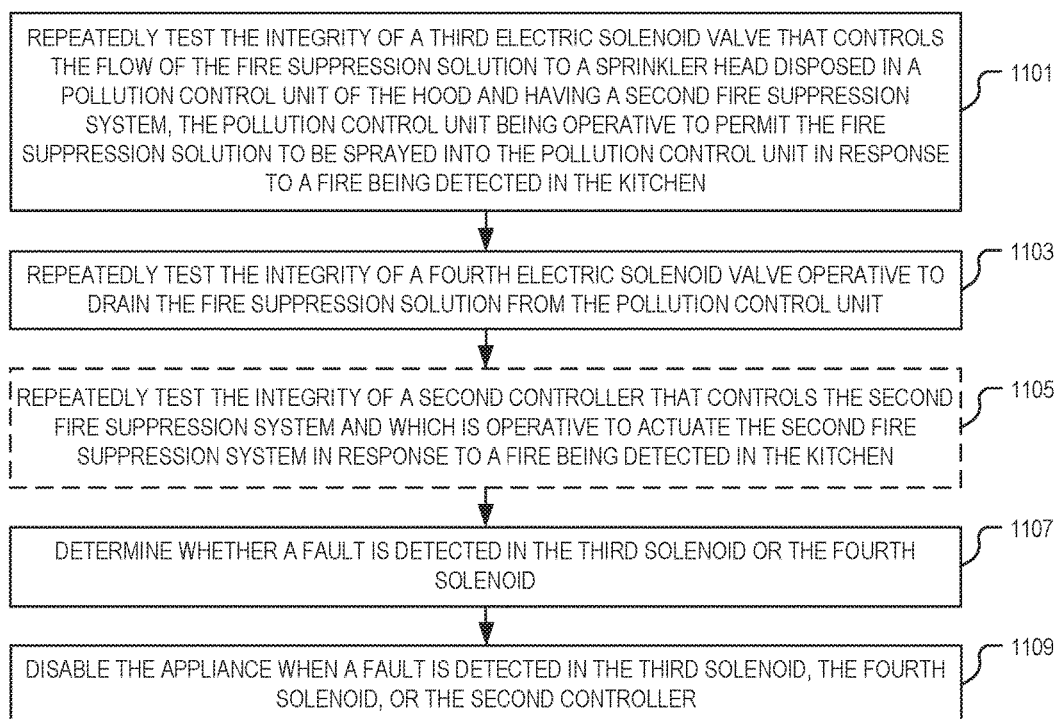 REPEATEDLY TEST THE INTEGRITY OF A THIRD ELECTRIC SOLENOID VALVE THAT CONTROLS
THE FLOW OF THE FIRE SUPPRESSION SOLUTION TO A SPRINKLER HEAD DISPOSED IN A
POLLUTION CONTROL UNIT OF THE HOOD AND HAVING A SECOND FIRE SUPPRESSION
SYSTEM, THE POLLUTION CONTROL UNIT BEING OPERATIVE TO PERMIT THE FIRE
SUPPRESSION SOLUTION TO BE SPRAYED INTO THE POLLUTION CONTROL UNIT IN RESPONSE
TO A FIRE BEING DETECTED IN THE KITCHEN
1101
REPEATEDLY TEST THE INTEGRITY OF A FOURTH ELECTRIC SOLENOID VALVE OPERATIVE TO
DRAIN THE FIRE SUPPRESSION SOLUTION FROM THE POLLUTION CONTROL UNIT
1103
REPEATEDLY TEST THE INTEGRITY OF A SECOND CONTROLLER THAT CONTROLS THE SECOND
FIRE SUPPRESSION SYSTEM AND WHICH IS OPERATIVE TO ACTUATE THE SECOND FIRE
SUPPRESSION SYSTEM IN RESPONSE TO A FIRE BEING DETECTED IN THE KITCHEN
1105
DETERMINE WHETHER A FAULT IS DETECTED IN THE THIRD SOLENOID OR THE FOURTH
SOLENOID
1107
DISABLE THE APPLIANCE WHEN A FAULT IS DETECTED IN THE THIRD SOLENOID, THE FOURTH
SOLENOID, OR THE SECOND CONTROLLER
1109